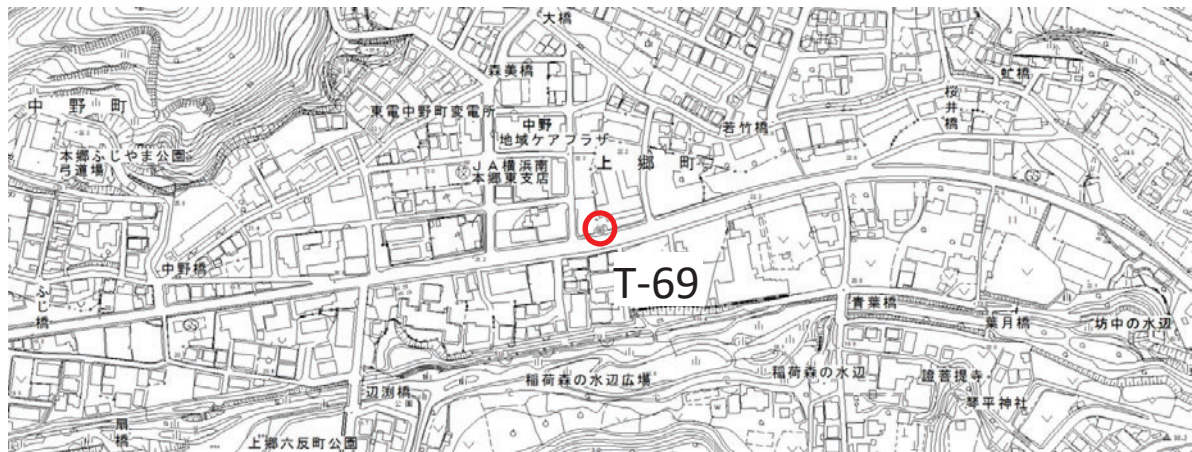 大橋
森美橋
虹橋
桜井橋
中野町
東電中野町変電所
中野
地域ケアプラザ
若竹橋
本郷ふじやま公園
弓道場
JA横浜南
本郷東支店
上郷町
T-69
中野橋
ふじ橋
青葉橋
葉月橋
坊中の水辺
稲荷森の水辺広場
稲荷森の水辺
證菩提寺
辺渕橋
公園
琴平神社
扇橋
上郷六反町公園